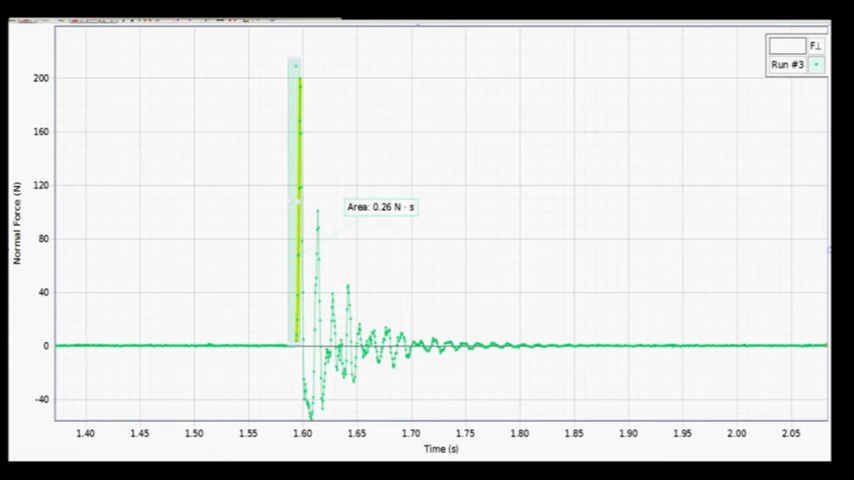 F⊥
Run #3
200
160
120
80
40
0
-40
Normal Force (N)
Area: 0.26 N · s
1.40 1.45 1.50 1.55 1.60 1.65 1.70 1.75 1.80 1.85 1.90 1.95 2.00 2.05
Time (s)